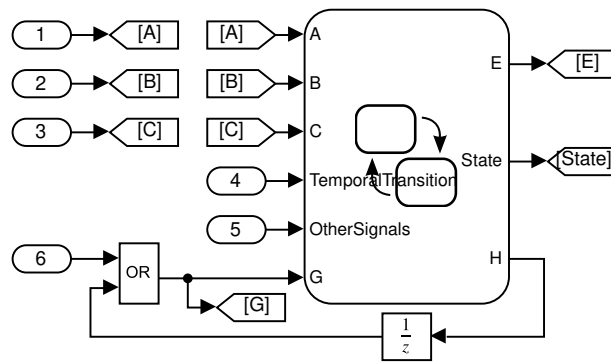 1 [A] [A] A
E [E]
2 [B] [B] B
3 [C] [C] C
4 TemporalTransition State [State]
5 OtherSignals
6 OR G H
[G]
1
z